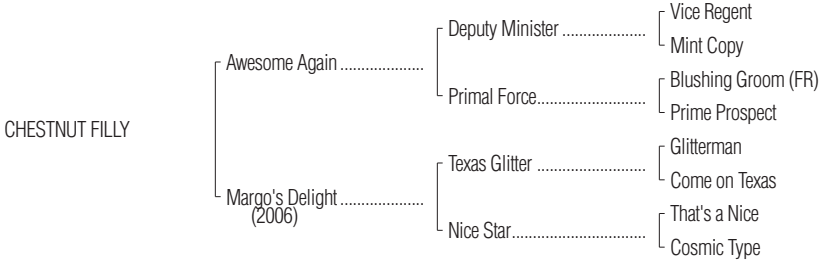 Vice Regent
Deputy Minister ....................
Mint Copy
Awesome Again ....................
Blushing Groom (FR)
Primal Force..........................
Prime Prospect
CHESTNUT FILLY
Glitterman
Texas Glitter ..........................
Come on Texas
Margo's Delight ....................
(2006)
That's a Nice
Nice Star................................
Cosmic Type